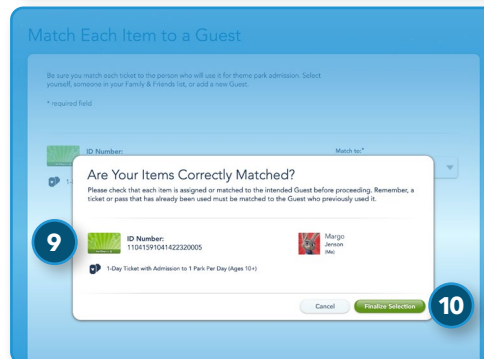 Match Each Item to a Guest
Be sure you match each ticket to the person who will use it for theme park admission. Select
yourself, someone in your Family & Friends list, or add a new Guest.
* required field
ID Number:
Match to:*
Are Your Items Correctly Matched?
Please check that each item is assigned or matched to the intended Guest before proceeding. Remember, a
ticket or pass that has already been used must be matched to the Guest who previously used it.
9
ID Number:
11041591041422320005
Margo
Jenson
(Me)
1-Day Ticket with Admission to 1 Park Per Day (Ages 10+)
Cancel
Finalize Selection
10